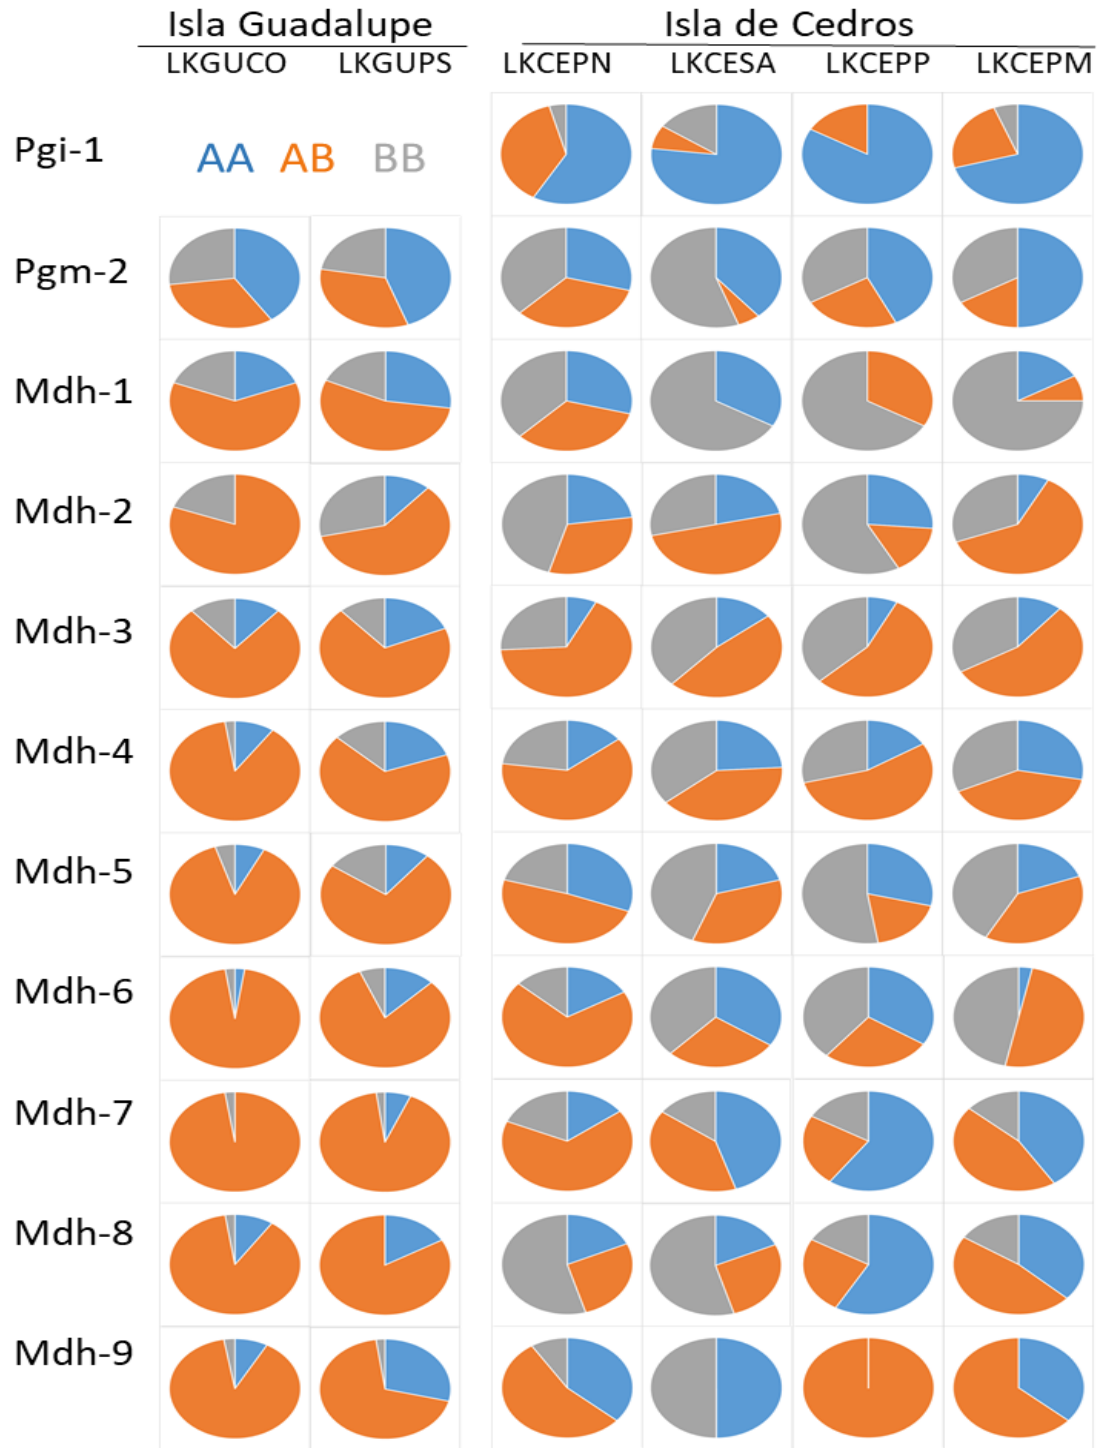 Isla Guadalupe Isla de Cedros
LKGUCO LKGUPS LKCEPN LKCESA LKCEPP LKCEPM
Pgi-1 AA AB BB
Pgm-2
Mdh-1
Mdh-2
Mdh-3
Mdh-4
Mdh-5
Mdh-6
Mdh-7
Mdh-8
Mdh-9